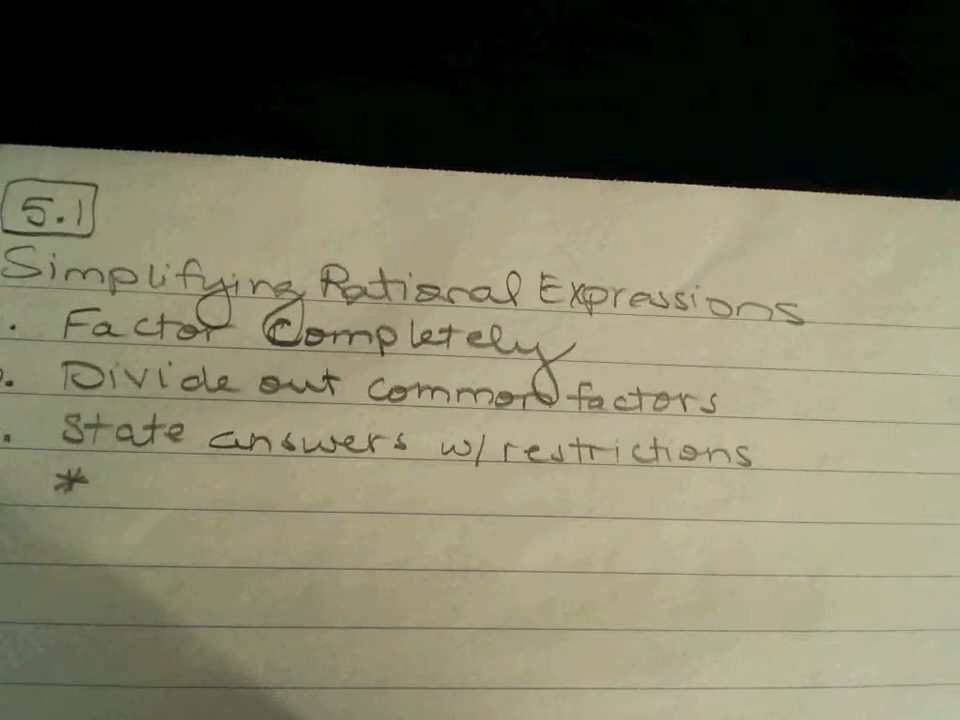 5.1
Simplifying Rational Expressions
. Factor Completely
. Divide out common factors
. State answers w/ restrictions
*